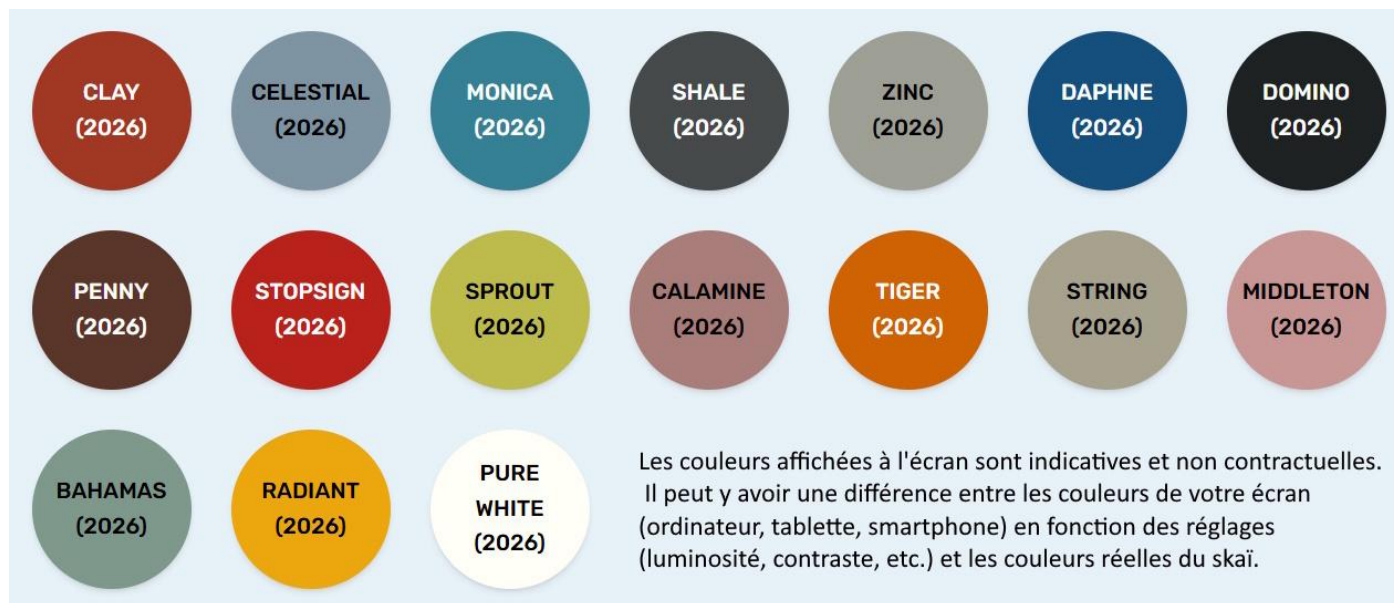 CLAY
(2026)
CELESTIAL
(2026)
MONICA
(2026)
SHALE
(2026)
ZINC
(2026)
DAPHNE
(2026)
DOMINO
(2026)
PENNY
(2026)
STOPSIGN
(2026)
SPROUT
(2026)
CALAMINE
(2026)
TIGER
(2026)
STRING
(2026)
MIDDLETON
(2026)
BAHAMAS
(2026)
RADIANT
(2026)
PURE
WHITE
(2026)
Les couleurs affichées à l'écran sont indicatives et non contractuelles.
Il peut y avoir une différence entre les couleurs de votre écran
(ordinateur, tablette, smartphone) en fonction des réglages
(luminosité, contraste, etc.) et les couleurs réelles du skaï.